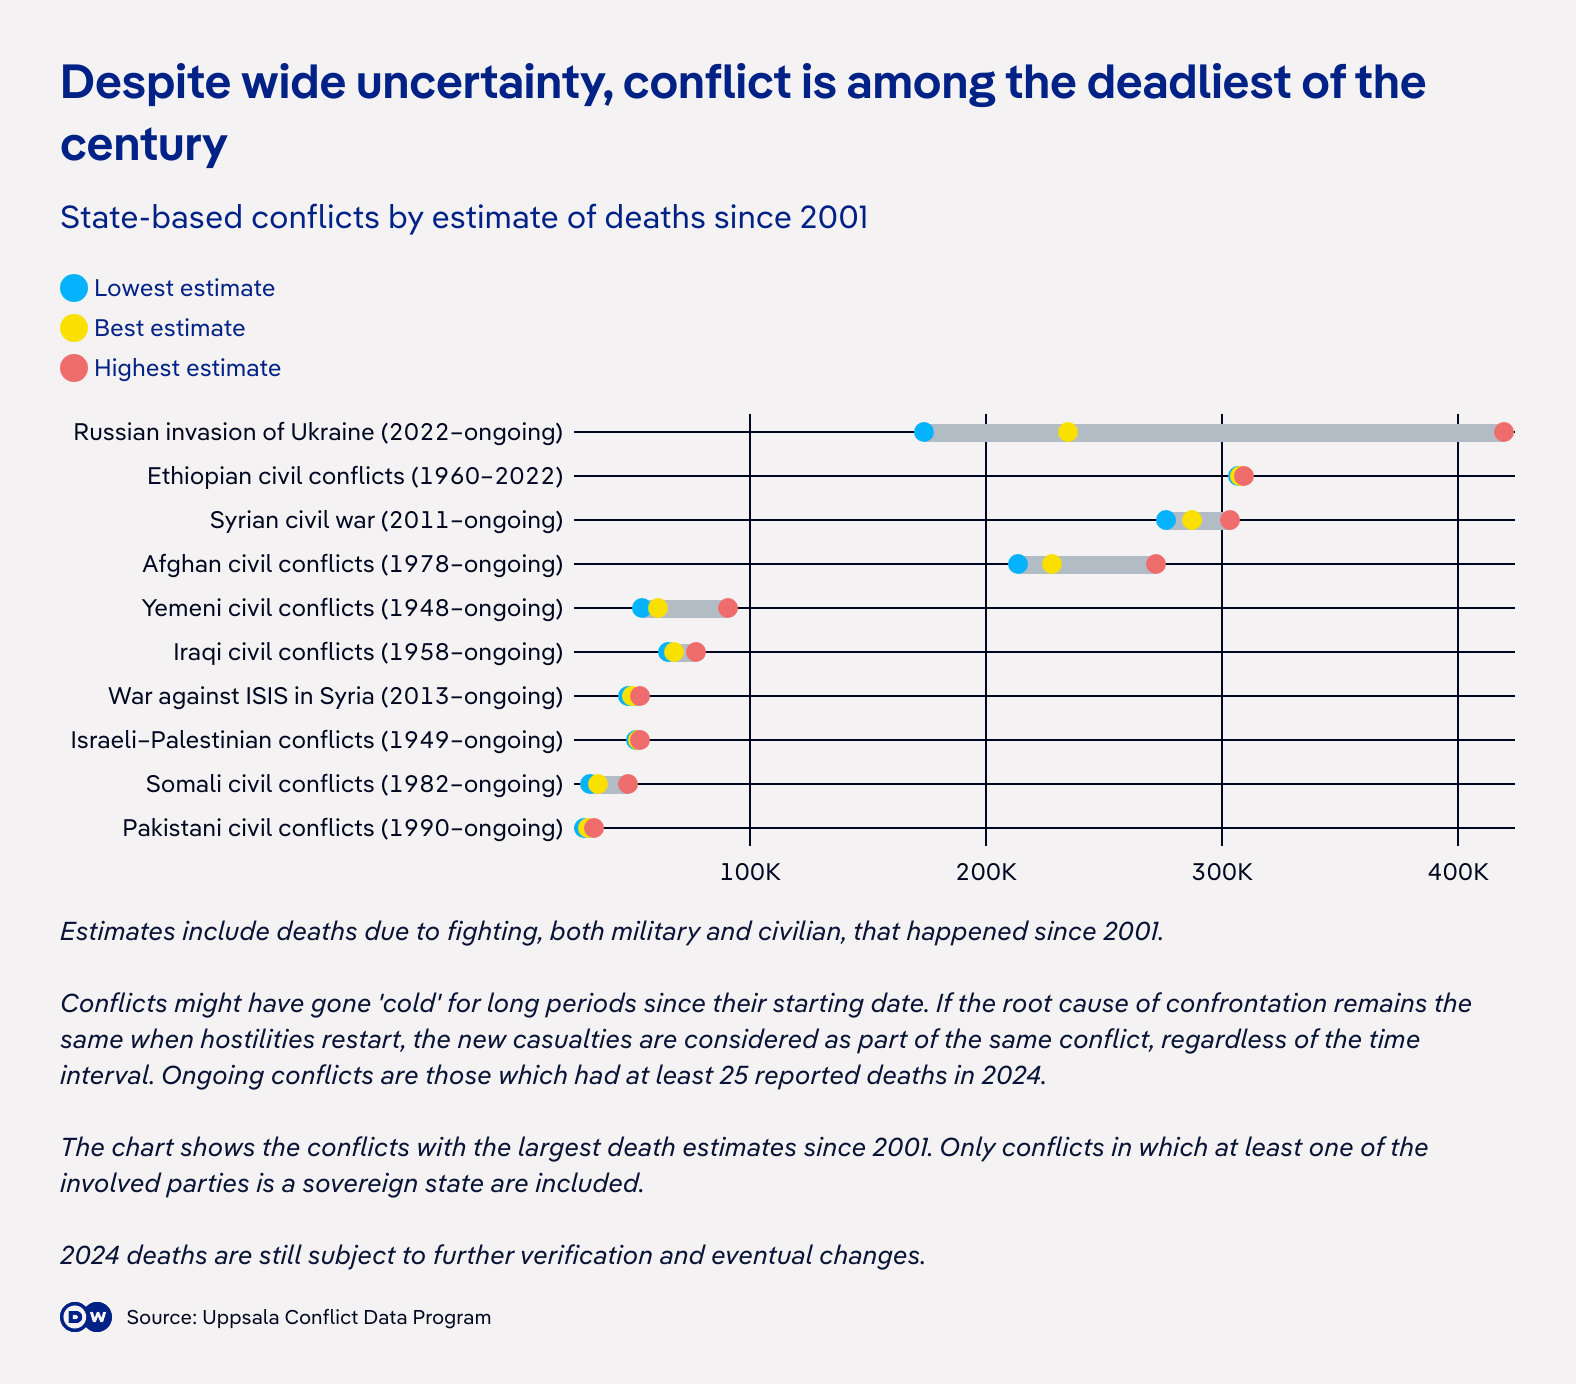 Despite wide uncertainty, conflict is among the deadliest of the
century
State-based conflicts by estimate of deaths since 2001
Lowest estimate
Best estimate
Highest estimate
Russian invasion of Ukraine (2022–ongoing)
Ethiopian civil conflicts (1960–2022)
Syrian civil war (2011–ongoing)
Afghan civil conflicts (1978–ongoing)
Yemeni civil conflicts (1948–ongoing)
Iraqi civil conflicts (1958–ongoing)
War against ISIS in Syria (2013–ongoing)
Israeli–Palestinian conflicts (1949–ongoing)
Somali civil conflicts (1982–ongoing)
Pakistani civil conflicts (1990–ongoing)
100K 200K 300K 400K
Estimates include deaths due to fighting, both military and civilian, that happened since 2001.
Conflicts might have gone 'cold' for long periods since their starting date. If the root cause of confrontation remains the
same when hostilities restart, the new casualties are considered as part of the same conflict, regardless of the time
interval. Ongoing conflicts are those which had at least 25 reported deaths in 2024.
The chart shows the conflicts with the largest death estimates since 2001. Only conflicts in which at least one of the
involved parties is a sovereign state are included.
2024 deaths are still subject to further verification and eventual changes.
DW Source: Uppsala Conflict Data Program